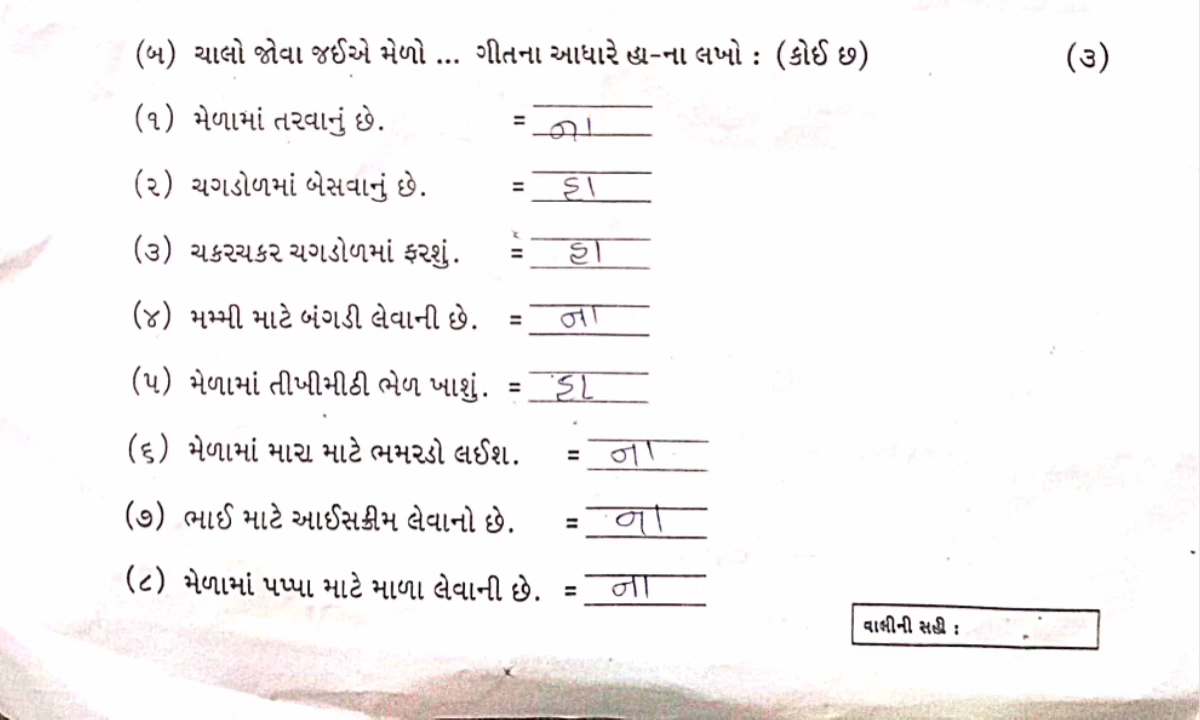 (બ) ચાલો જોવા જઈએ મેળો ... ગીતના આધારે હા-ના લખો : (કોઈ છ) (૩)
(૧) મેળામાં તરવાનું છે. = ના
(૨) ચગડોળમાં બેસવાનું છે. = હા
(૩) ચકરચકર ચગડોળમાં ફરશું. = હા
(૪) મમ્મી માટે બંગડી લેવાની છે. = ના
(૫) મેળામાં તીખીમીઠી ભેળ ખાશું. = હા
(૬) મેળામાં મારા માટે ભમરડો લઈશ. = ના
(૭) ભાઈ માટે આઈસક્રીમ લેવાનો છે. = ના
(૮) મેળામાં પપ્પા માટે માળા લેવાની છે. = ના
વાલીની સહી :